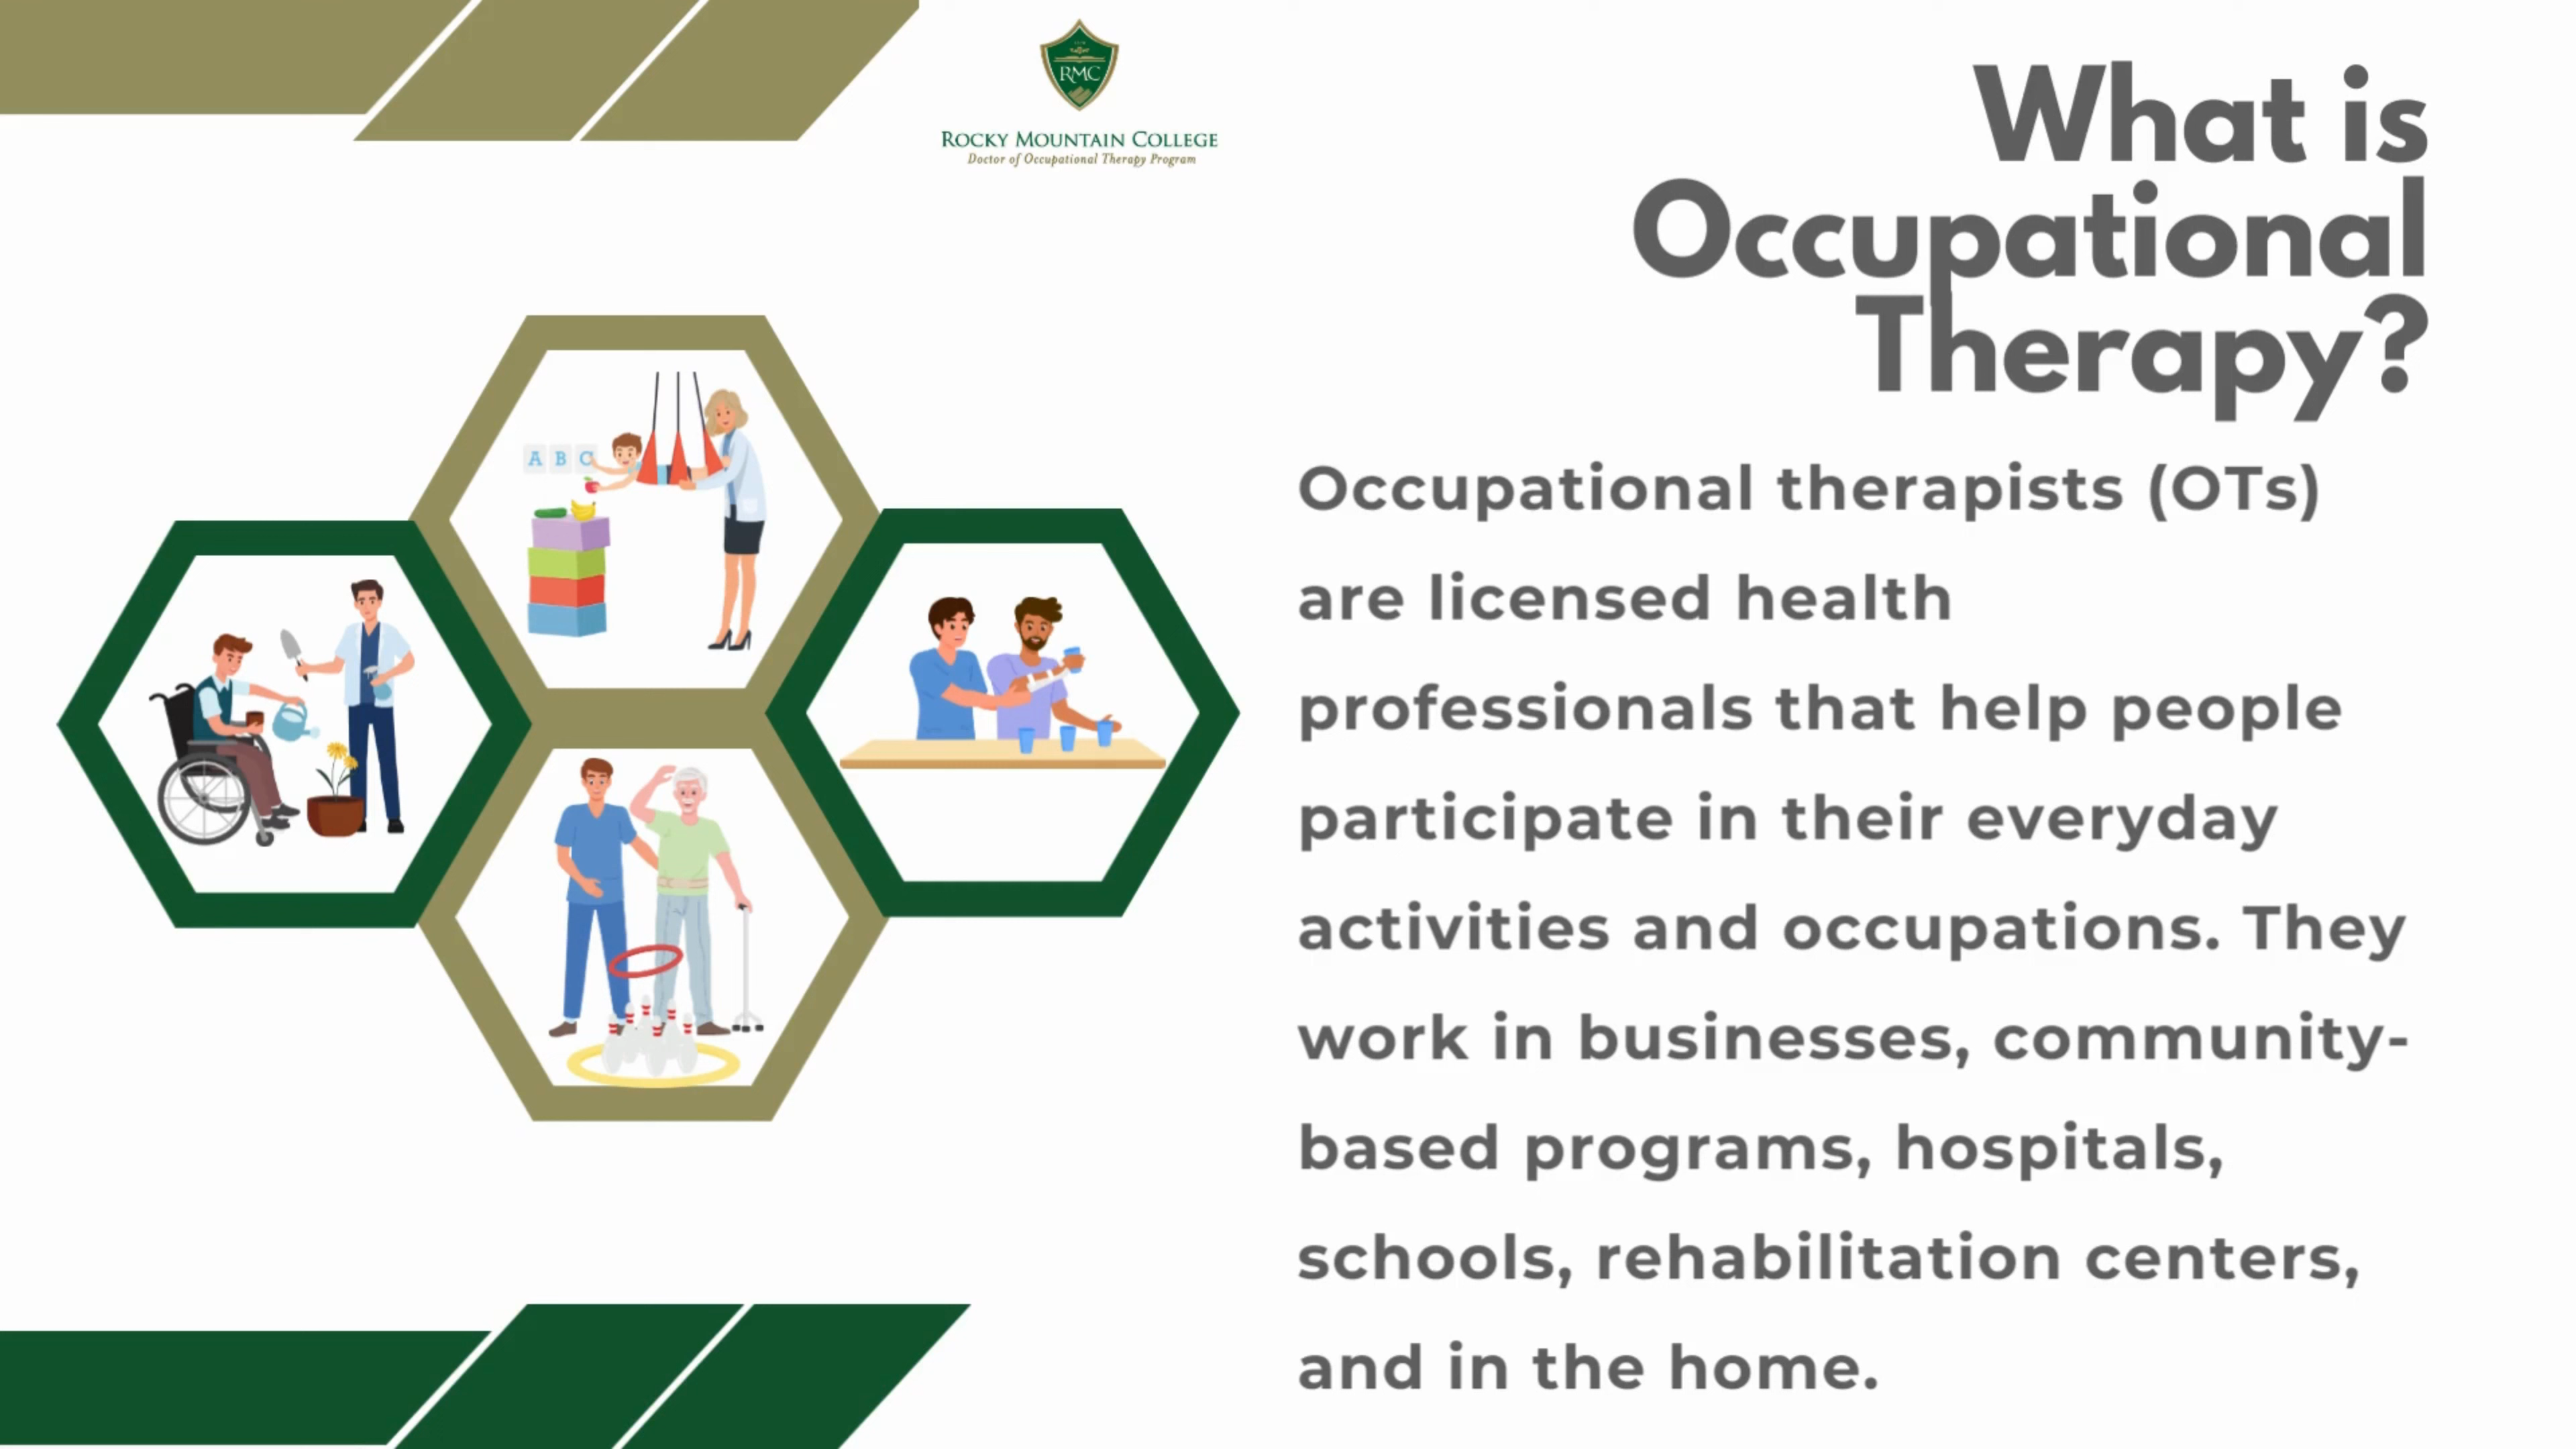 RMC
ROCKY MOUNTAIN COLLEGE
Doctor of Occupational Therapy Program
What is
Occupational
Therapy?
A B C
Occupational therapists (OTs)
are licensed health
professionals that help people
participate in their everyday
activities and occupations. They
work in businesses, community-
based programs, hospitals,
schools, rehabilitation centers,
and in the home.